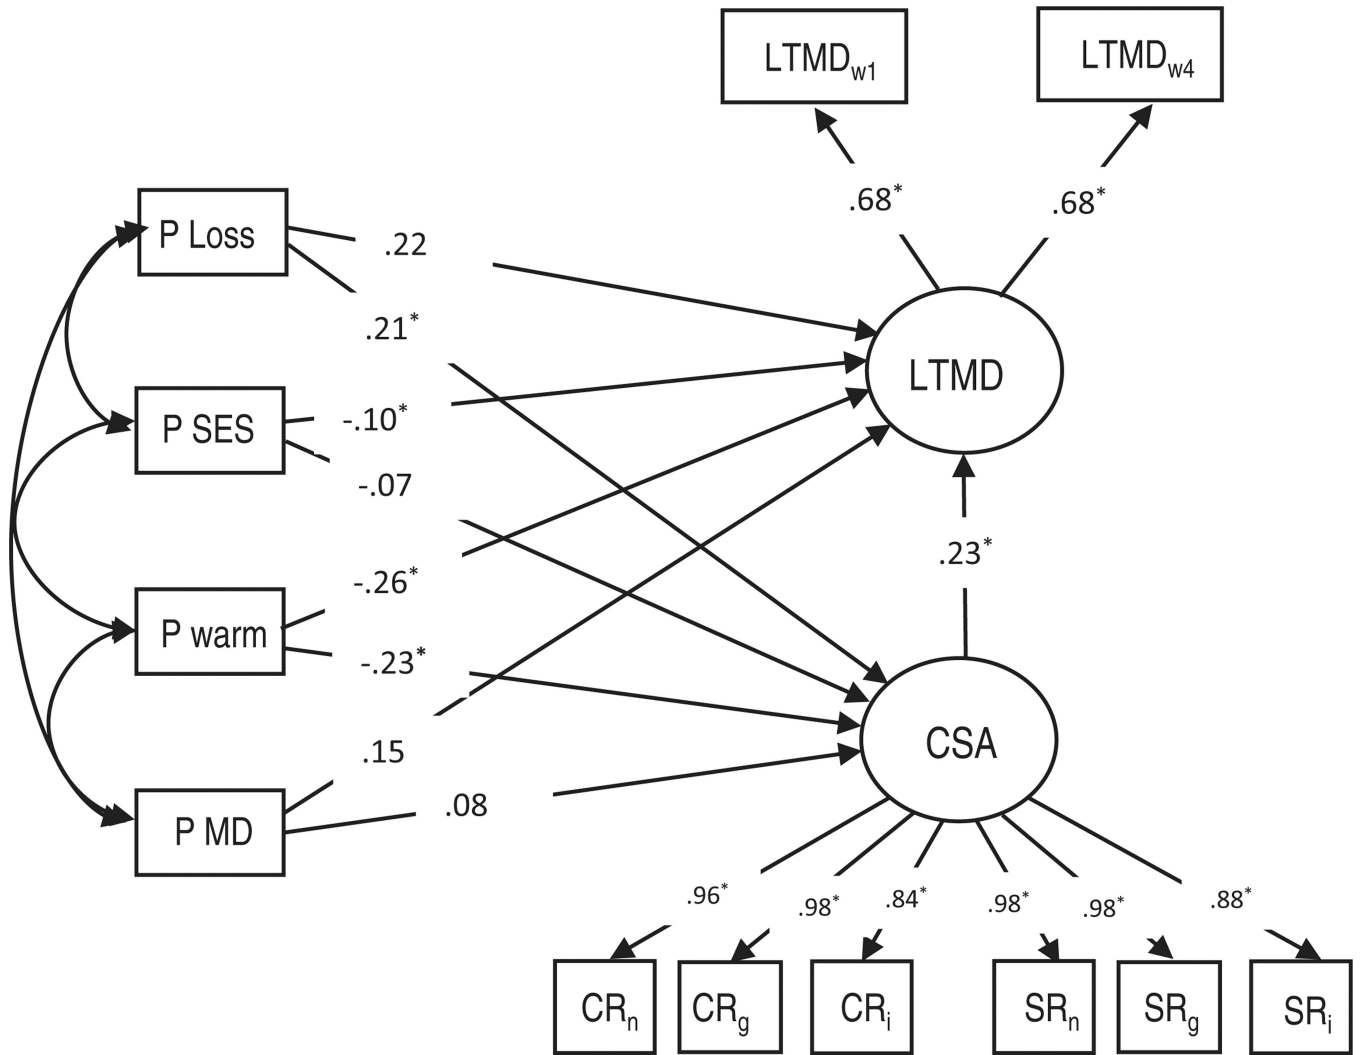 LTMDw1
LTMDw4
.68*
.68*
P Loss
.22
.21*
LTMD
P SES
-.10*
-.07
.23*
-.26*
P warm
-.23*
CSA
.15
.08
P MD
.96*
.98*
.84*
.98*
.98*
.88*
CRn
CRg
CRi
SRn
SRg
SRi